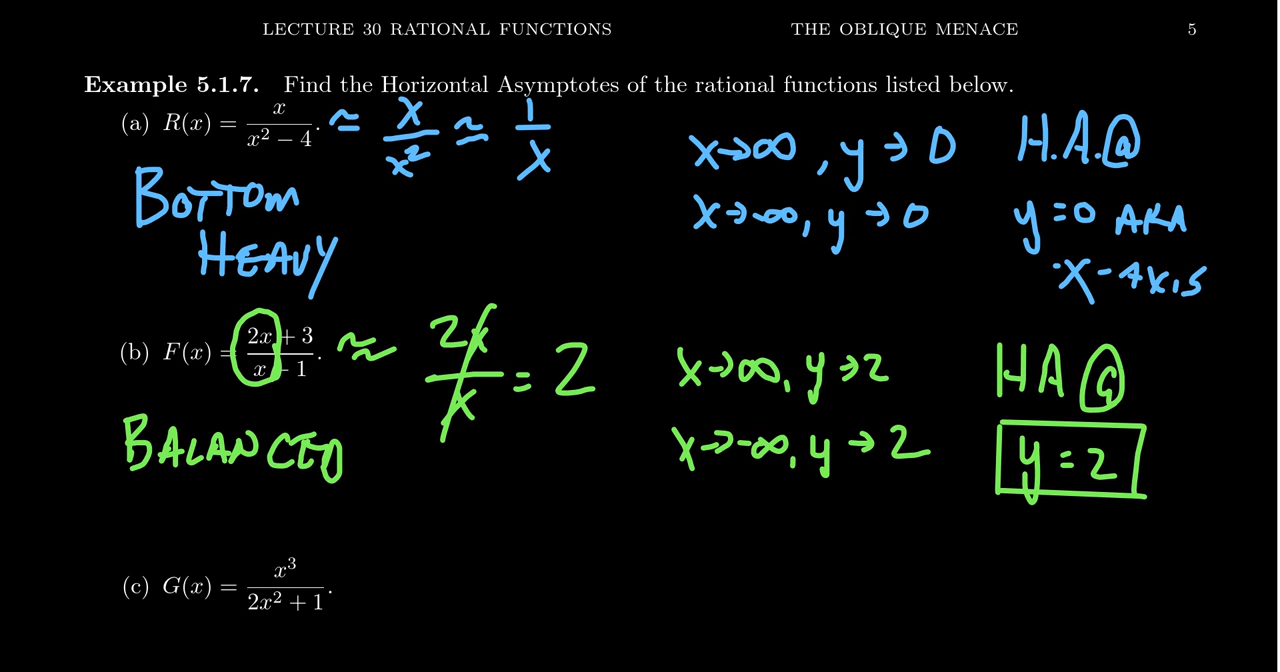 LECTURE 30 RATIONAL FUNCTIONS THE OBLIQUE MENACE 5
Example 5.1.7. Find the Horizontal Asymptotes of the rational functions listed below.
(a) R(x) = x/(x² − 4). ≈ x/x² ≈ 1/x
BOTTOM
HEAVY
x→∞, y→0
x→-∞, y→0
H.A.@
y=0 AKA
x-AXIS
(b) F(x) = (2x + 3)/(x − 1). ≈ 2x/x = 2
BALANCED
x→∞, y→2
x→-∞, y→2
HA @
y=2
(c) G(x) = x³/(2x² + 1).